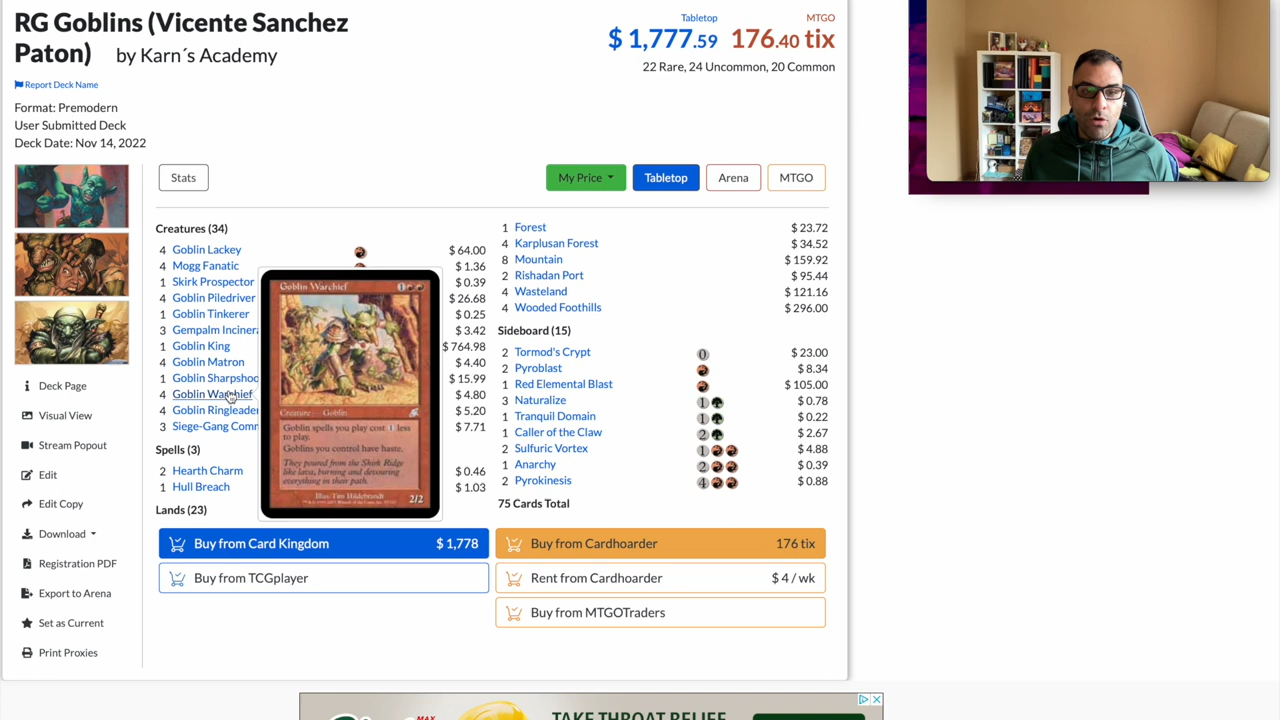 RG Goblins (Vicente Sanchez
Paton) by Karn´s Academy
Report Deck Name
Tabletop
$ 1,777.59
MTGO
176.40 tix
22 Rare, 24 Uncommon, 20 Common
Format: Premodern
User Submitted Deck
Deck Date: Nov 14, 2022
Stats
My Price
Tabletop
Arena
MTGO
Deck Page
Visual View
Stream Popout
Edit
Edit Copy
Download
Registration PDF
Export to Arena
Set as Current
Print Proxies
Creatures (34)
4 Goblin Lackey $ 64.00
4 Mogg Fanatic $ 1.36
1 Skirk Prospector $ 0.39
4 Goblin Piledriver $ 26.68
1 Goblin Tinkerer $ 0.25
3 Gempalm Incinera $ 3.42
1 Goblin King $ 764.98
4 Goblin Matron $ 4.40
1 Goblin Sharpshoo $ 15.99
4 Goblin Warchief $ 4.80
4 Goblin Ringleader $ 5.20
3 Siege-Gang Comm $ 7.71
Spells (3)
2 Hearth Charm $ 0.46
1 Hull Breach $ 1.03
Lands (23)
Goblin Warchief 1
Creature — Goblin
Goblin spells you play cost 1 less
to play.
Goblins you control have haste.
They poured from the Skirk Ridge
like lava, burning and devouring
everything in their path.
Illus. Tim Hildebrandt
2/2
1 Forest $ 23.72
4 Karplusan Forest $ 34.52
8 Mountain $ 159.92
2 Rishadan Port $ 95.44
4 Wasteland $ 121.16
4 Wooded Foothills $ 296.00
Sideboard (15)
2 Tormod's Crypt 0 $ 23.00
2 Pyroblast $ 8.34
1 Red Elemental Blast $ 105.00
3 Naturalize 1 $ 0.78
1 Tranquil Domain 1 $ 0.22
1 Caller of the Claw 2 $ 2.67
2 Sulfuric Vortex 1 $ 4.88
1 Anarchy 2 $ 0.39
2 Pyrokinesis 4 $ 0.88
75 Cards Total
Buy from Card Kingdom $ 1,778
Buy from TCGplayer
Buy from Cardhoarder 176 tix
Rent from Cardhoarder $ 4 / wk
Buy from MTGOTraders
MAX
TAKE THROAT RELIEF